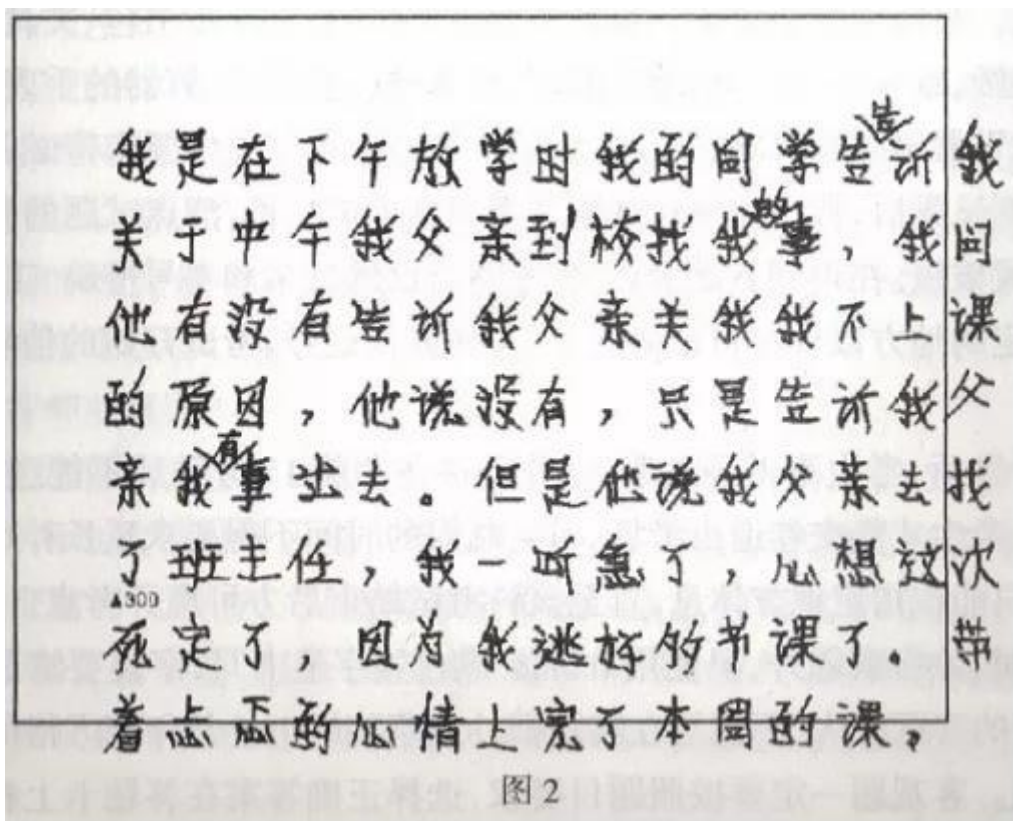 我是在下午放学时我的同学告诉我
关于中午我父亲到校找我的事，我问
他有没有告诉我父亲关我我不上课
的原因，他说没有，只是告诉我父
亲我有事出去。但是他说我父亲去找
了班主任，我一听急了，心想这次
▲300
死定了，因为我逃的节课了。带
着忐忑的心情上完了本周的课，
图2